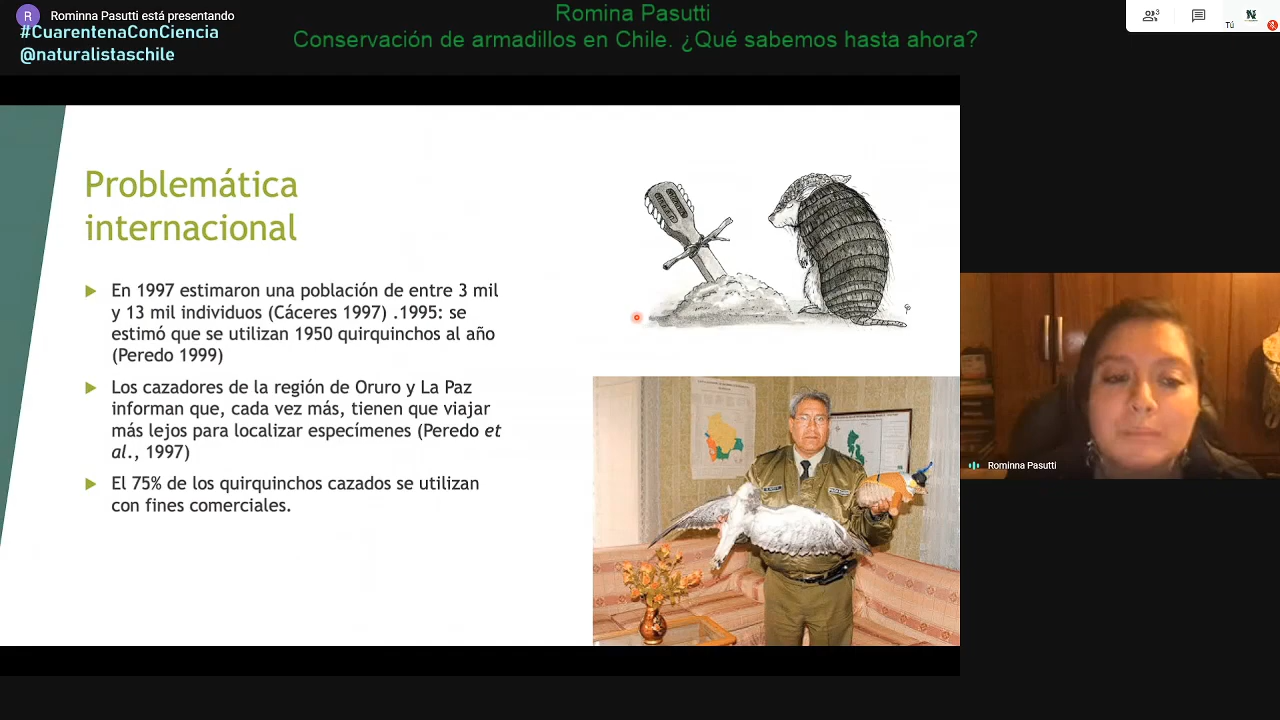 R
Rominna Pasutti está presentando
#CuarentenaConCiencia
@naturalistaschile
Romina Pasutti
Conservación de armadillos en Chile. ¿Qué sabemos hasta ahora?
3
Tú
Problemática
internacional
En 1997 estimaron una población de entre 3 mil
y 13 mil individuos (Cáceres 1997) .1995: se
estimó que se utilizan 1950 quirquinchos al año
(Peredo 1999)
Los cazadores de la región de Oruro y La Paz
informan que, cada vez más, tienen que viajar
más lejos para localizar especímenes (Peredo et
al., 1997)
El 75% de los quirquinchos cazados se utilizan
con fines comerciales.
Rominna Pasutti